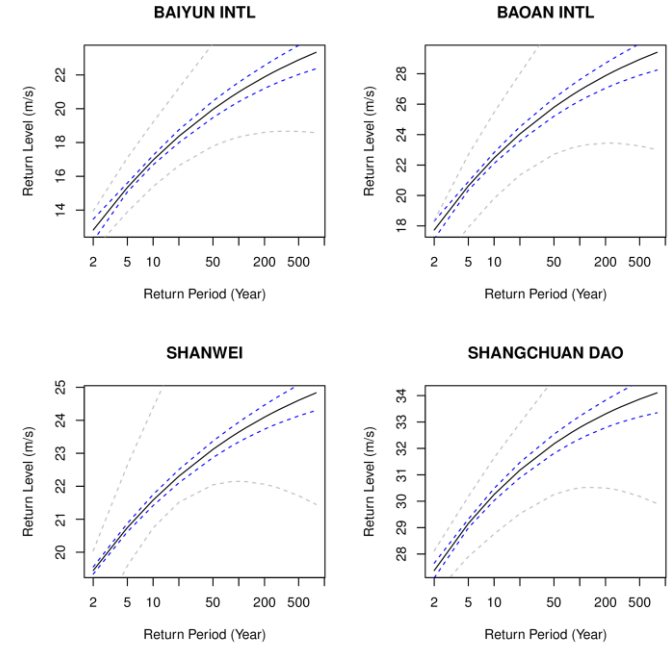 BAIYUN INTL
Return Level (m/s)
14 16 18 20 22
2 5 10 50 200 500
Return Period (Year)
BAOAN INTL
Return Level (m/s)
18 20 22 24 26 28
2 5 10 50 200 500
Return Period (Year)
SHANWEI
Return Level (m/s)
20 21 22 23 24 25
2 5 10 50 200 500
Return Period (Year)
SHANGCHUAN DAO
Return Level (m/s)
28 29 30 31 32 33 34
2 5 10 50 200 500
Return Period (Year)